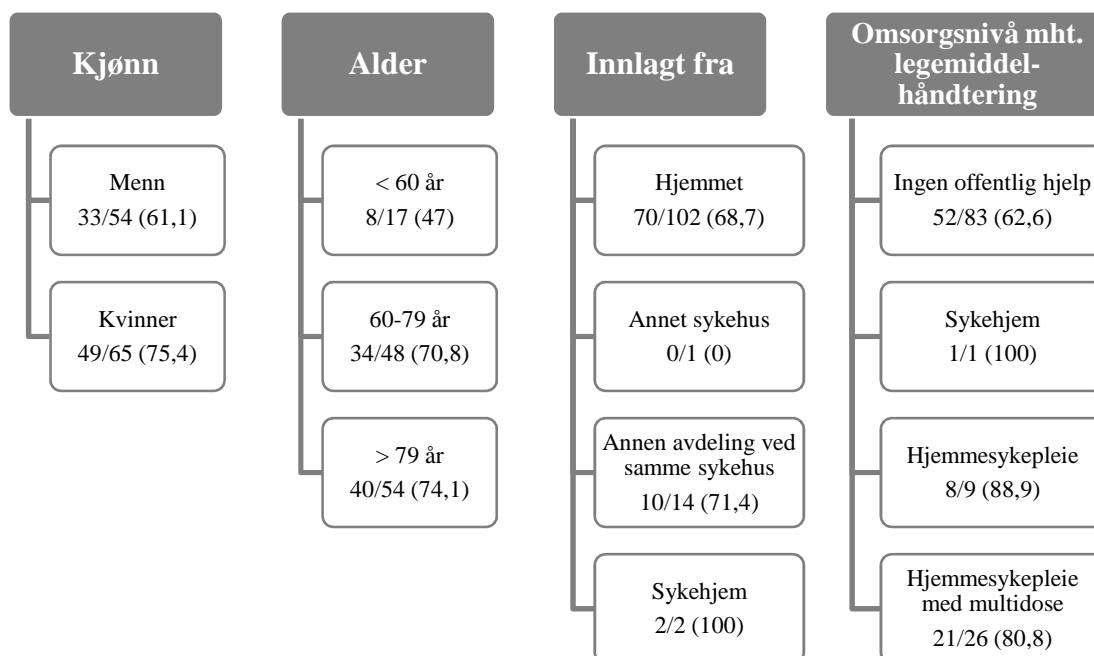 Kjønn
Menn
33/54 (61,1)
Kvinner
49/65 (75,4)
Alder
< 60 år
8/17 (47)
60-79 år
34/48 (70,8)
> 79 år
40/54 (74,1)
Innlagt fra
Hjemmet
70/102 (68,7)
Annet sykehus
0/1 (0)
Annen avdeling ved
samme sykehus
10/14 (71,4)
Sykehjem
2/2 (100)
Omsorgsnivå mht.
legemiddel-
håndtering
Ingen offentlig hjelp
52/83 (62,6)
Sykehjem
1/1 (100)
Hjemmesykepleie
8/9 (88,9)
Hjemmesykepleie
med multidose
21/26 (80,8)